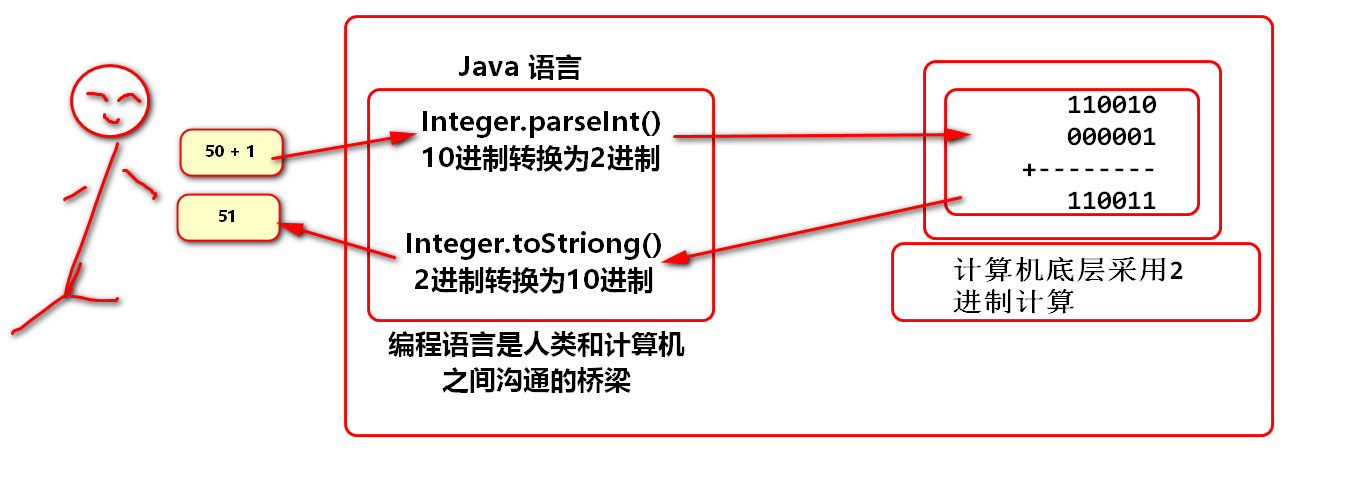 Java 语言
50 + 1
Integer.parseInt()
10进制转换为2进制
51
Integer.toStriong()
2进制转换为10进制
编程语言是人类和计算机
之间沟通的桥梁
110010
000001
+--------
110011
计算机底层采用2
进制计算